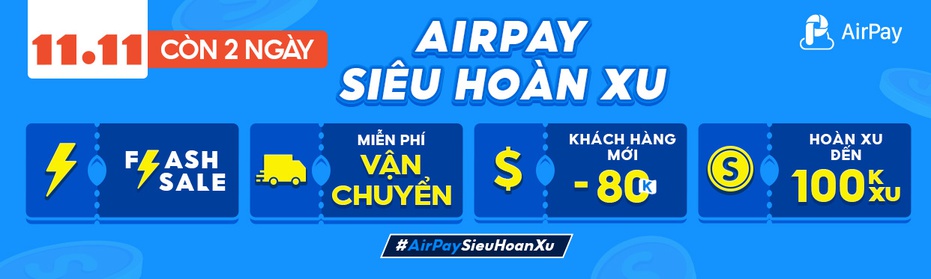 11.11 CÒN 2 NGÀY
AIRPAY
SIÊU HOÀN XU
AirPay
FLASH
SALE
MIỄN PHÍ
VẬN
CHUYỂN
$
KHÁCH HÀNG
MỚI
- 80K
S
HOÀN XU
ĐẾN
100K XU
#AirPaySieuHoanXu